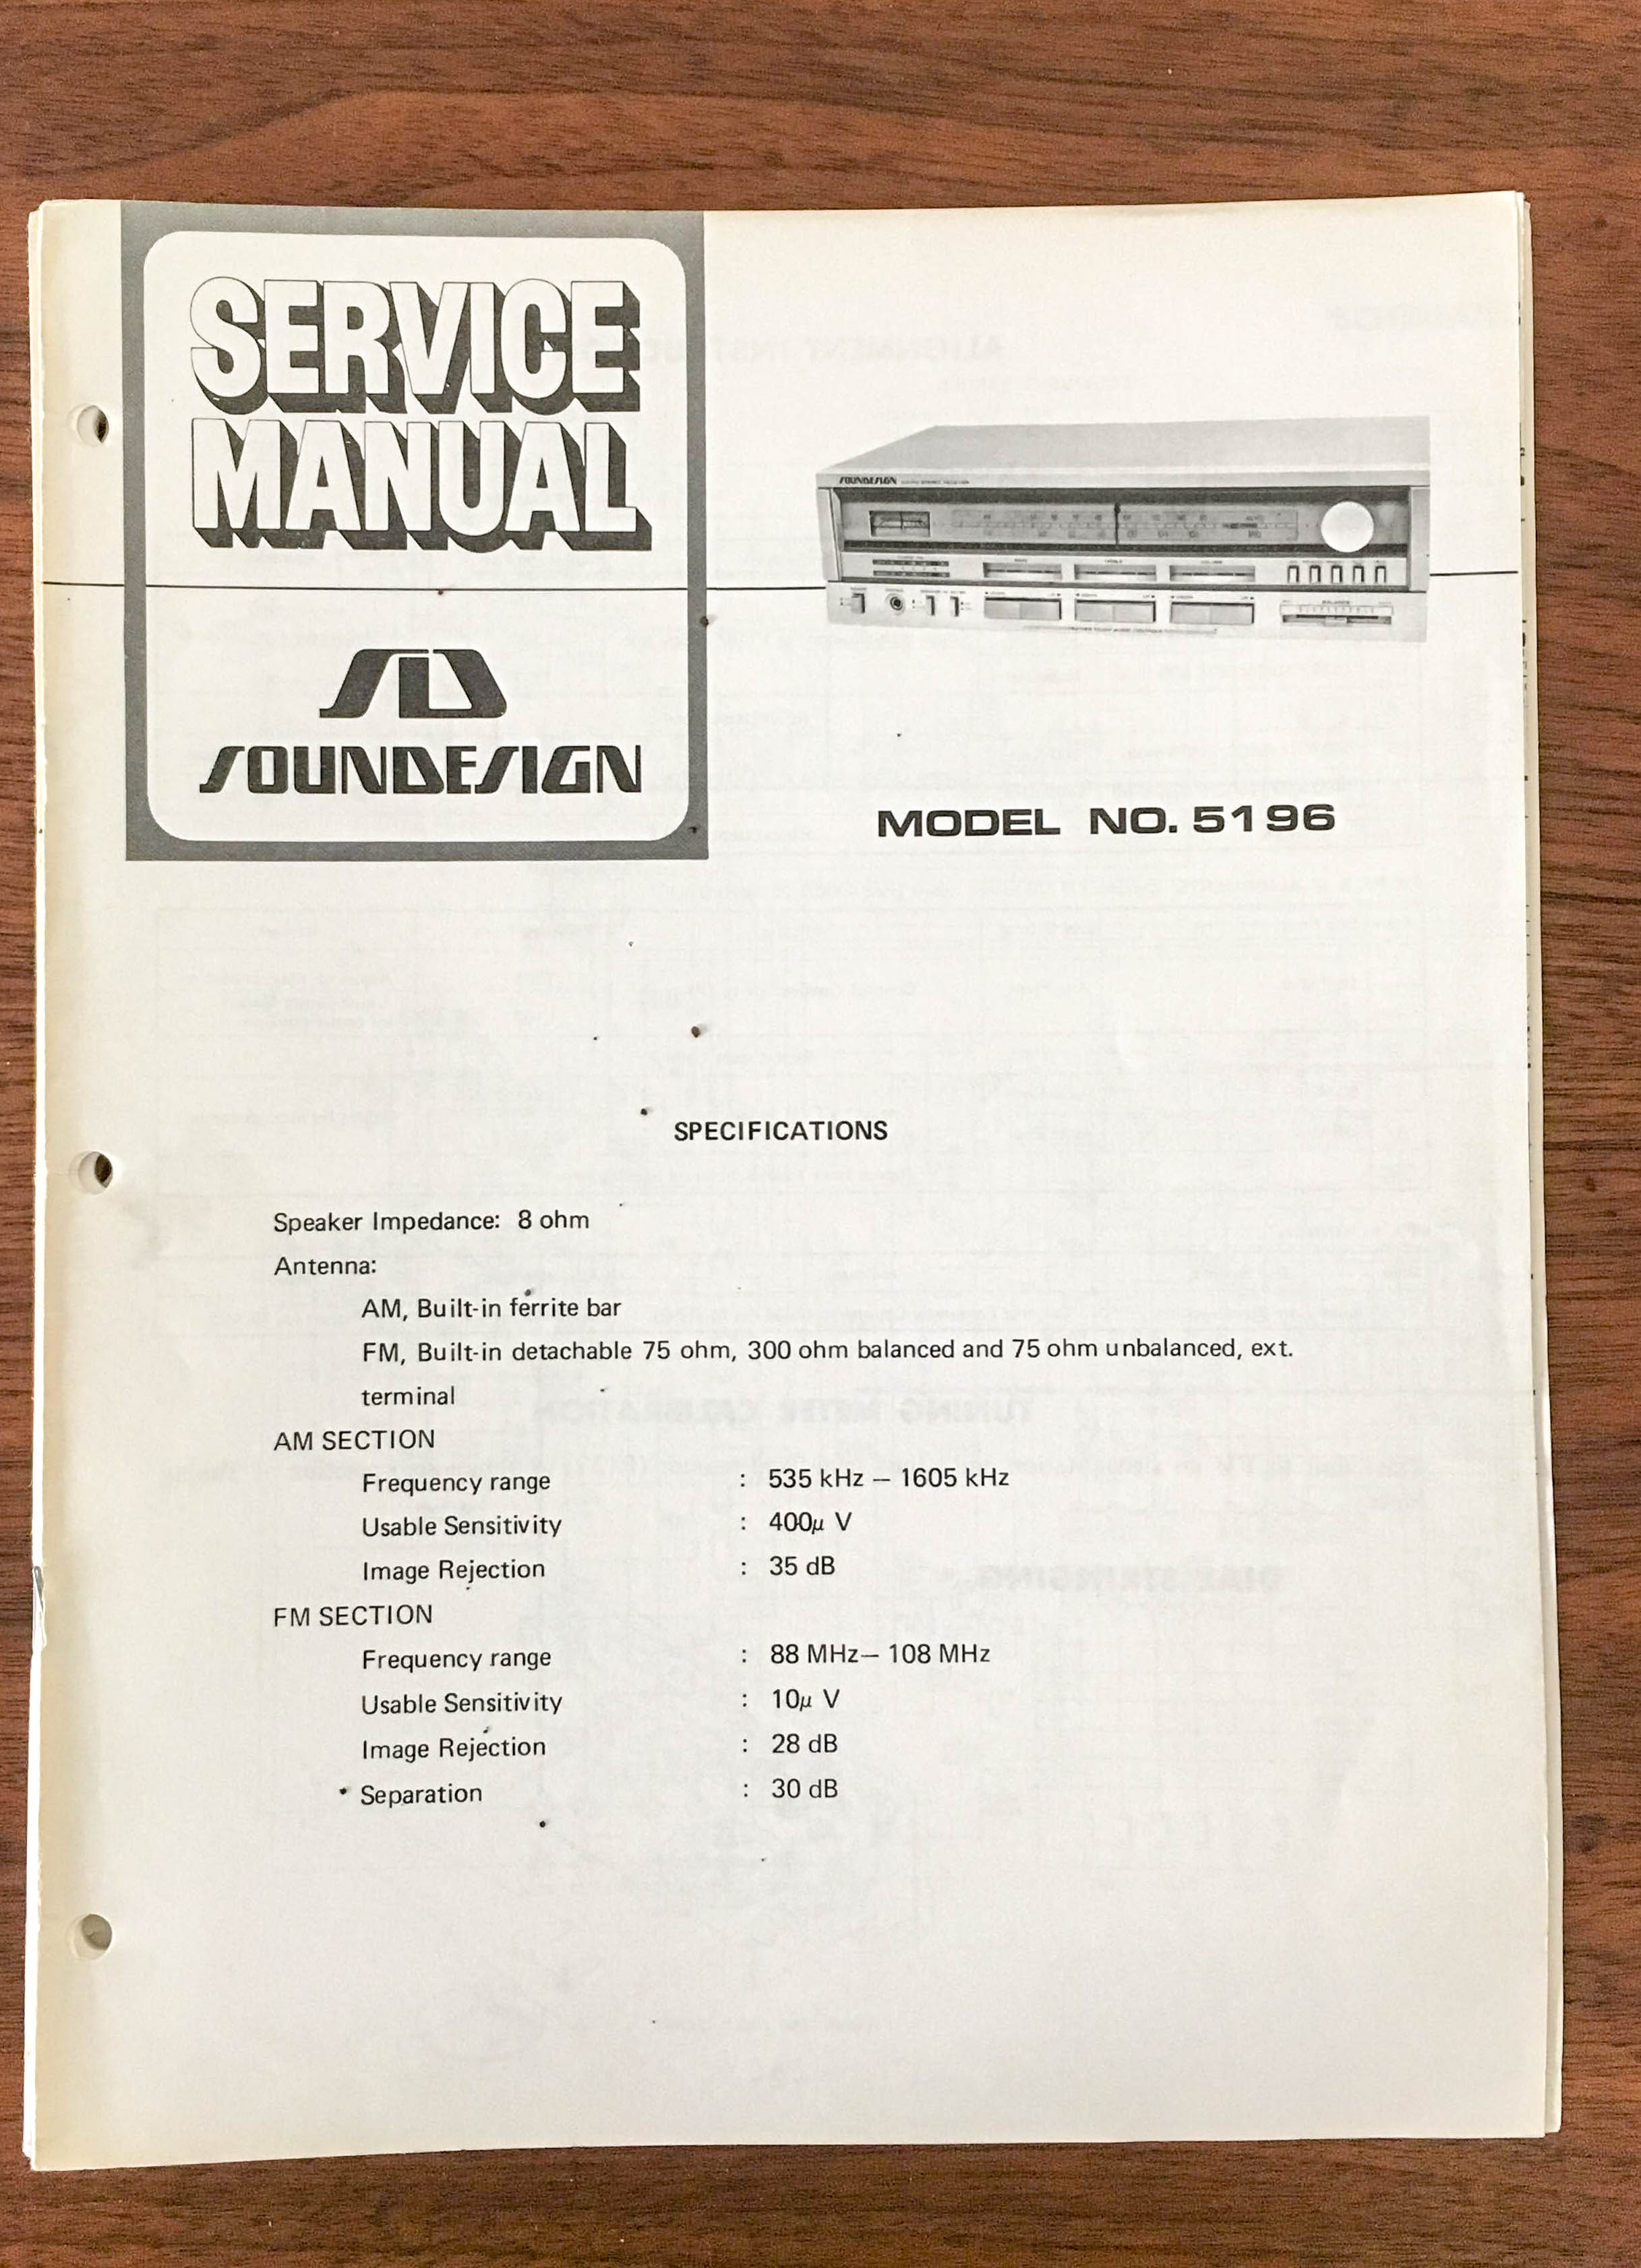 SERVICE
MANUAL
SD
SOUNDESIGN
SOUNDESIGN
BALANCE
MODEL NO. 5196
SPECIFICATIONS
Speaker Impedance: 8 ohm
Antenna:
AM, Built-in ferrite bar
FM, Built-in detachable 75 ohm, 300 ohm balanced and 75 ohm unbalanced, ext.
terminal
AM SECTION
Frequency range : 535 kHz – 1605 kHz
Usable Sensitivity : 400μ V
Image Rejection : 35 dB
FM SECTION
Frequency range : 88 MHz– 108 MHz
Usable Sensitivity : 10μ V
Image Rejection : 28 dB
Separation : 30 dB